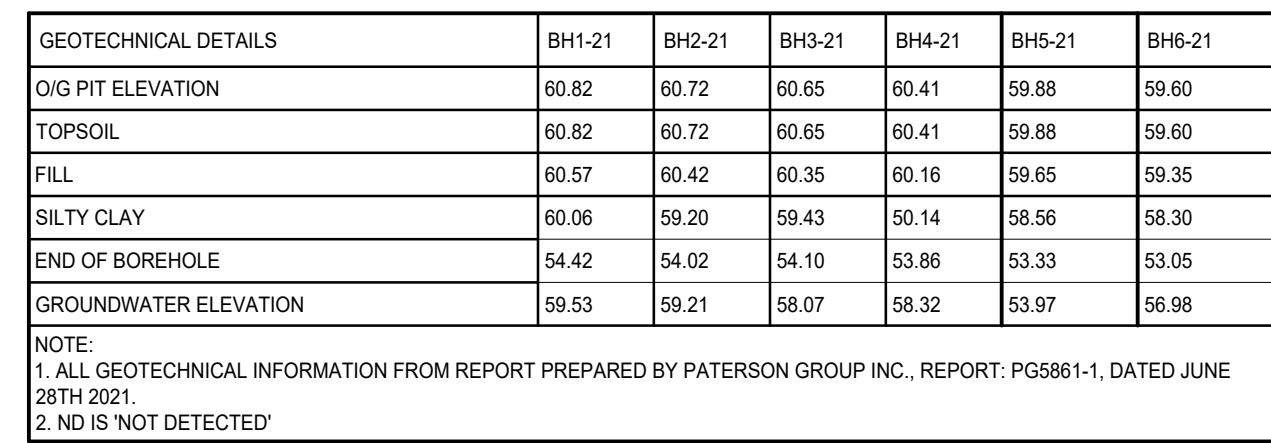 GEOTECHNICAL DETAILS BH1-21 BH2-21 BH3-21 BH4-21 BH5-21 BH6-21
O/G PIT ELEVATION 60.82 60.72 60.65 60.41 59.88 59.60
TOPSOIL 60.82 60.72 60.65 60.41 59.88 59.60
FILL 60.57 60.42 60.35 60.16 59.65 59.35
SILTY CLAY 60.06 59.20 59.43 50.14 58.56 58.30
END OF BOREHOLE 54.42 54.02 54.10 53.86 53.33 53.05
GROUNDWATER ELEVATION 59.53 59.21 58.07 58.32 53.97 56.98
NOTE:
1. ALL GEOTECHNICAL INFORMATION FROM REPORT PREPARED BY PATERSON GROUP INC., REPORT: PG5861-1, DATED JUNE
28TH 2021.
2. ND IS 'NOT DETECTED'